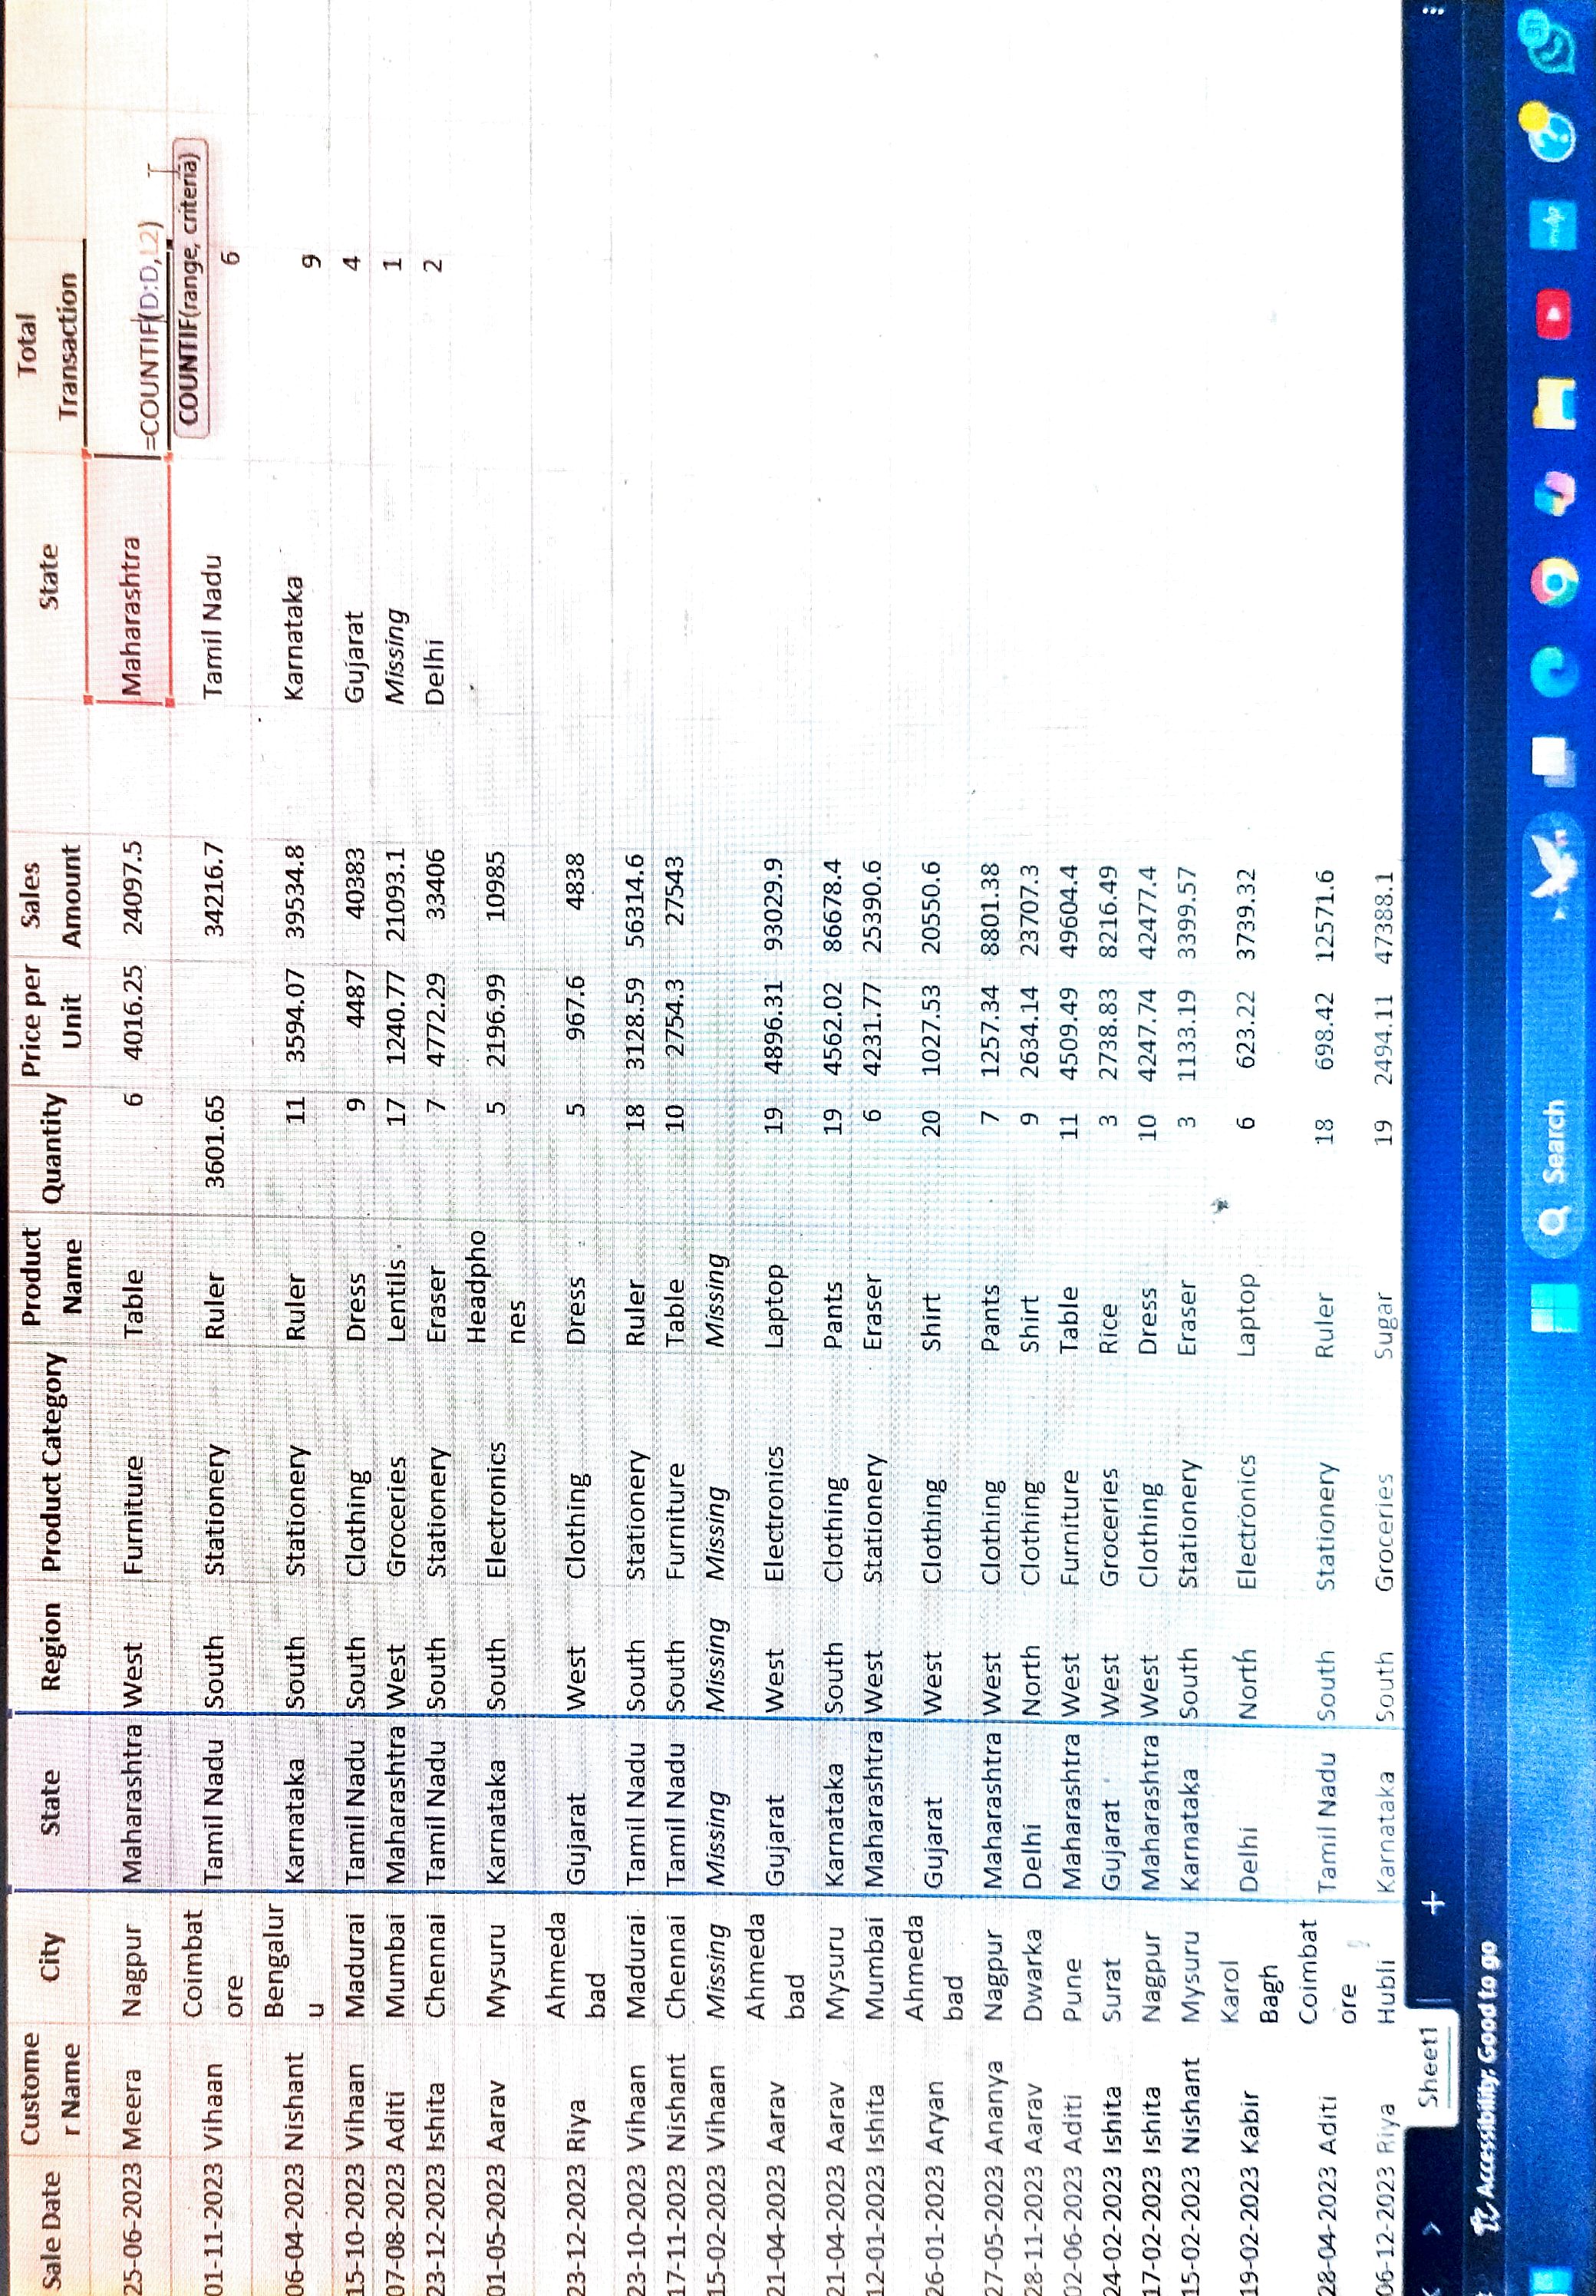 Sale Date Custome r Name City State Region Product Category Product Name Quantity Price per Unit Sales Amount State Total Transaction
25-06-2023 Meera Nagpur Maharashtra West Furniture Table 6 4016.25 24097.5 Maharashtra =COUNTIF(D:D,L2)
COUNTIF(range, criteria)
01-11-2023 Vihaan Coimbat ore Tamil Nadu South Stationery Ruler 3601.65 34216.7 Tamil Nadu 6
06-04-2023 Nishant Bengalur u Karnataka South Stationery Ruler 11 3594.07 39534.8 Karnataka 9
15-10-2023 Vihaan Madurai Tamil Nadu South Clothing Dress 9 4487 40383 Gujarat 4
07-08-2023 Aditi Mumbai Maharashtra West Groceries Lentils 17 1240.77 21093.1 Missing 1
23-12-2023 Ishita Chennai Tamil Nadu South Stationery Eraser 7 4772.29 33406 Delhi 2
01-05-2023 Aarav Mysuru Karnataka South Electronics Headpho nes 5 2196.99 10985
23-12-2023 Riya Ahmeda bad Gujarat West Clothing Dress 5 967.6 4838
23-10-2023 Vihaan Madurai Tamil Nadu South Stationery Ruler 18 3128.59 56314.6
17-11-2023 Nishant Chennai Tamil Nadu South Furniture Table 10 2754.3 27543
15-02-2023 Vihaan Missing Missing Missing Missing Missing
21-04-2023 Aarav Ahmeda bad Gujarat West Electronics Laptop 19 4896.31 93029.9
21-04-2023 Aarav Mysuru Karnataka South Clothing Pants 19 4562.02 86678.4
12-01-2023 Ishita Mumbai Maharashtra West Stationery Eraser 6 4231.77 25390.6
26-01-2023 Aryan Ahmeda bad Gujarat West Clothing Shirt 20 1027.53 20550.6
27-05-2023 Ananya Nagpur Maharashtra West Clothing Pants 7 1257.34 8801.38
28-11-2023 Aarav Dwarka Delhi North Clothing Shirt 9 2634.14 23707.3
02-06-2023 Aditi Pune Maharashtra West Furniture Table 11 4509.49 49604.4
24-02-2023 Ishita Surat Gujarat West Groceries Rice 3 2738.83 8216.49
17-02-2023 Ishita Nagpur Maharashtra West Clothing Dress 10 4247.74 42477.4
15-02-2023 Nishant Mysuru Karnataka South Stationery Eraser 3 1133.19 3399.57
19-02-2023 Kabir Karol Bagh Delhi North Electronics Laptop 6 623.22 3739.32
28-04-2023 Aditi Coimbat ore Tamil Nadu South Stationery Ruler 18 698.42 12571.6
06-12-2023 Riya Hubli Karnataka South Groceries Sugar 19 2494.11 47388.1
Sheet1
Accessibility: Good to go
Search